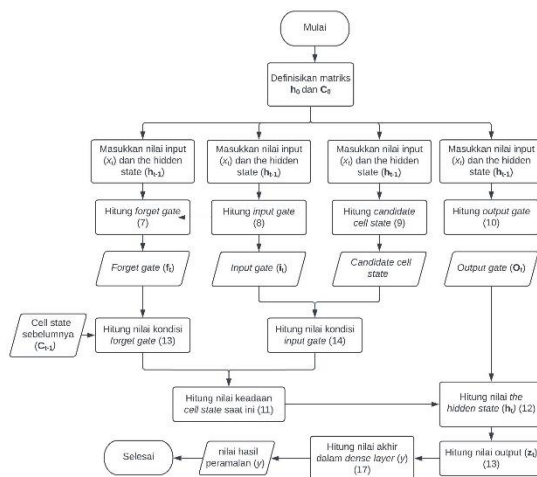 Mulai
Definisikan matriks
h₀ dan C₀
Masukkan nilai input
(xₜ) dan the hidden
state (hₜ₋₁)
Masukkan nilai input
(xₜ) dan the hidden
state (hₜ₋₁)
Masukkan nilai input
(xₜ) dan the hidden
state (hₜ₋₁)
Masukkan nilai input
(xₜ) dan the hidden
state (hₜ₋₁)
Hitung forget gate
(7)
Hitung input gate
(8)
Hitung candidate
cell state (9)
Hitung output gate
(10)
Forget gate (fₜ)
Input gate (iₜ)
Candidate cell
state
Output gate (Oₜ)
Cell state
sebelumnya
(Cₜ₋₁)
Hitung nilai kondisi
forget gate (13)
Hitung nilai kondisi
input gate (14)
Hitung nilai keadaan
cell state saat ini (11)
Hitung nilai the
hidden state (hₜ) (12)
Selesai
nilai hasil
peramalan (y)
Hitung nilai akhir
dalam dense layer (y)
(17)
Hitung nilai output (zₜ)
(13)